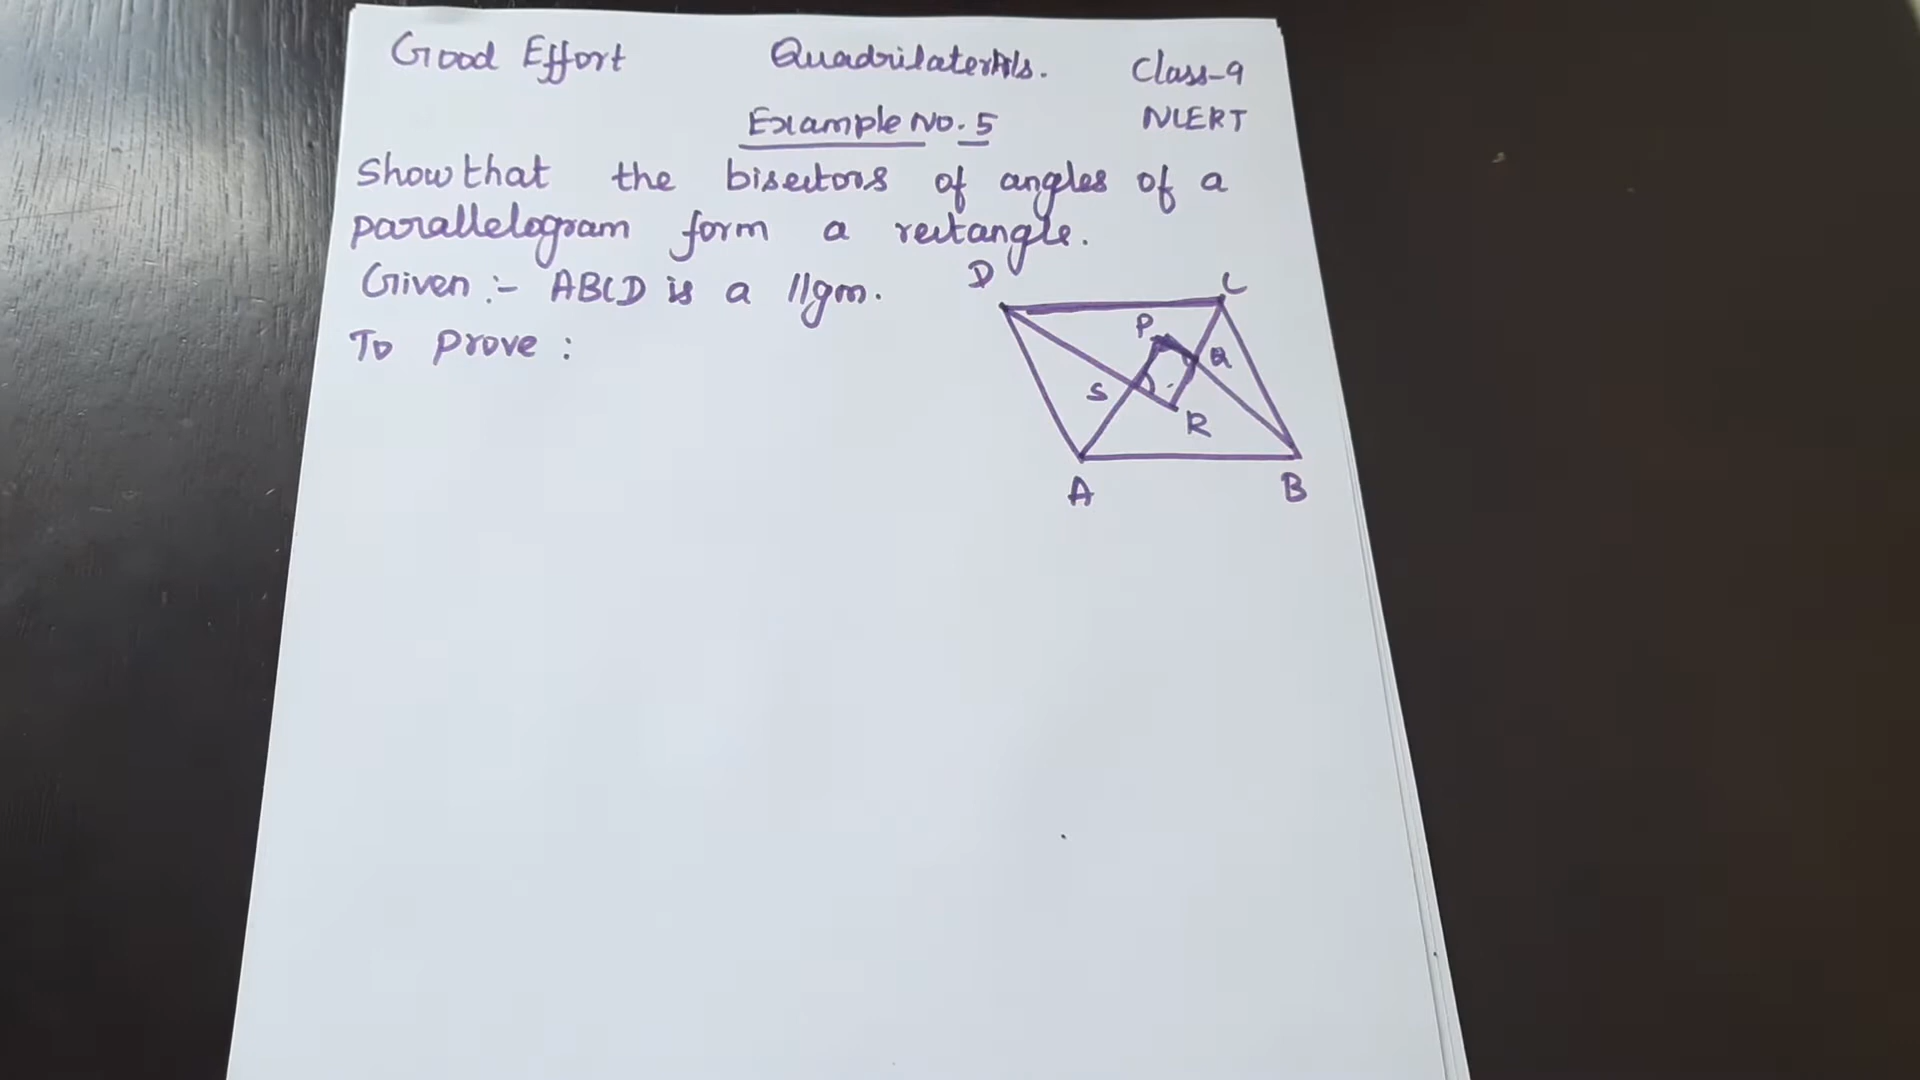 Good Effort Quadrilaterals. Class-9
Example No. 5 NCERT
Show that the bisectors of angles of a
parallelogram form a rectangle.
Given :- ABCD is a ||gm.
To prove :
D C
P
Q
S
R
A B